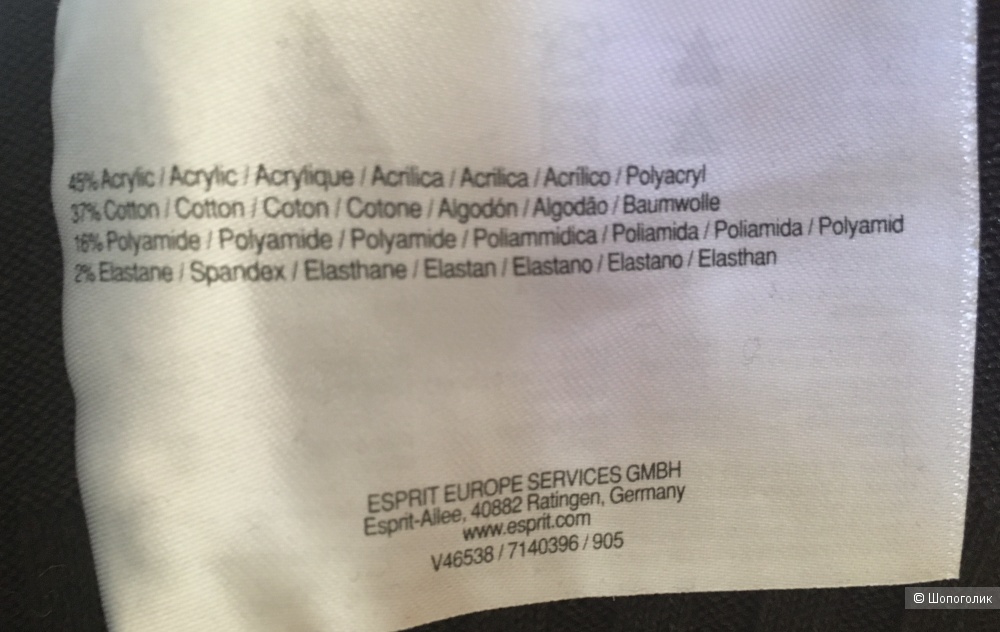 45% Acrylic / Acrylic / Acrylique / Acrilica / Acrílica / Acrílico / Polyacryl
37% Cotton / Cotton / Coton / Cotone / Algodón / Algodão / Baumwolle
16% Polyamide / Polyamide / Polyamide / Poliammidica / Poliamida / Poliamida / Polyamid
2% Elastane / Spandex / Elasthane / Elastan / Elastano / Elastano / Elasthan
ESPRIT EUROPE SERVICES GMBH
Esprit-Allee, 40882 Ratingen, Germany
www.esprit.com
V46538 / 7140396 / 905
© Шопоголик